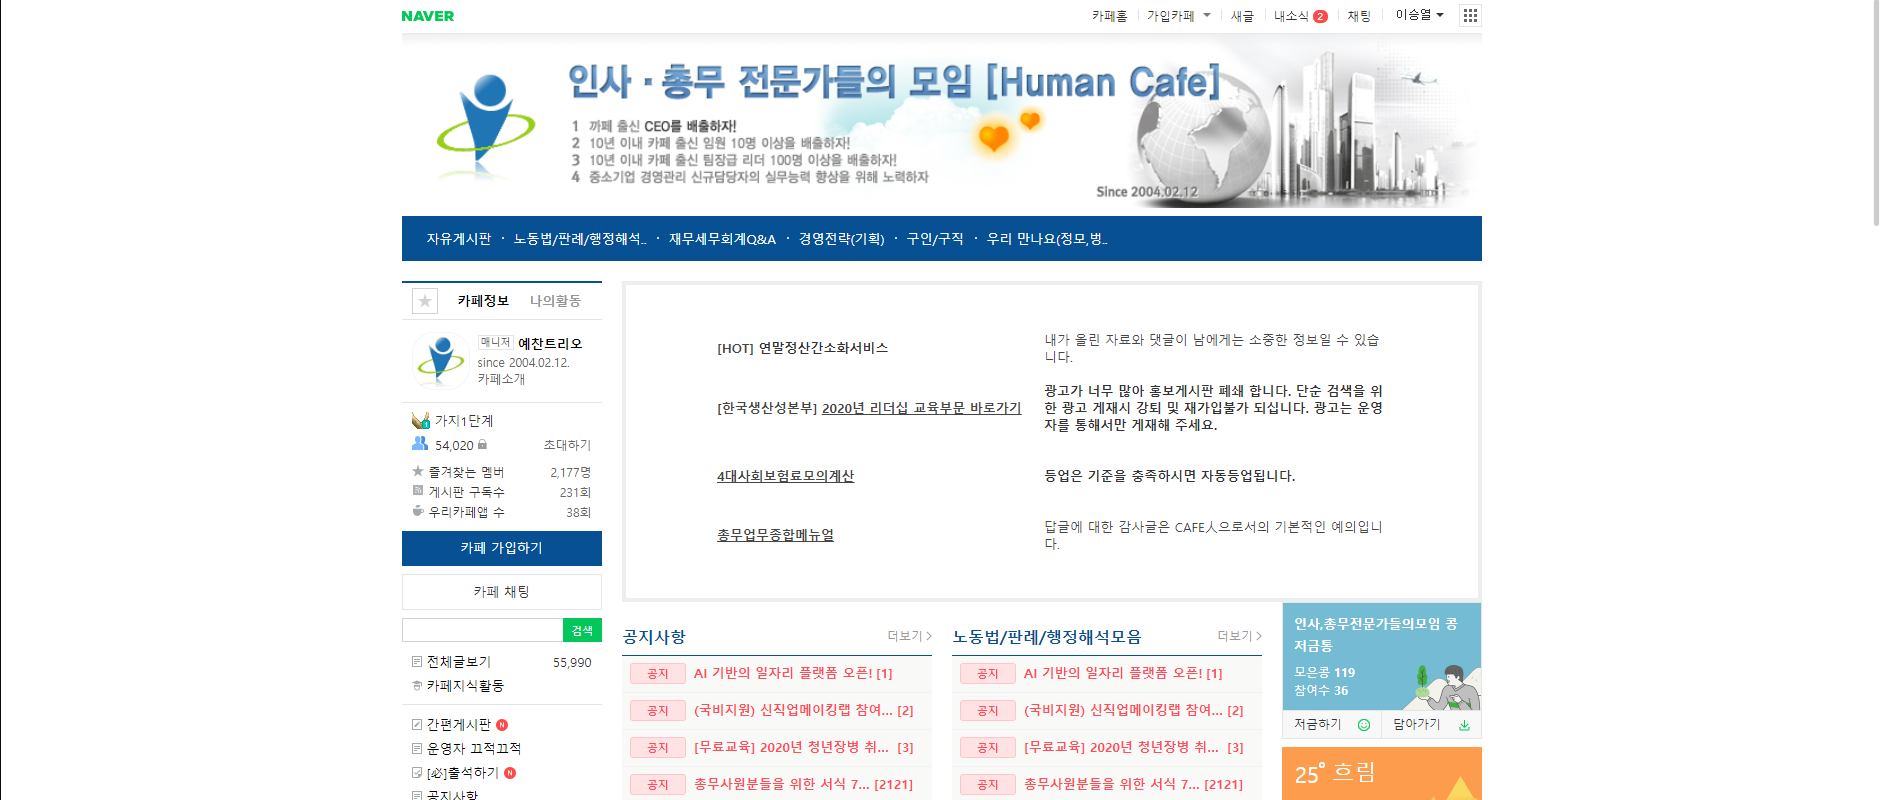 NAVER
카페홈 가입카페 새글 내소식 2 채팅 이승열
인사 · 총무 전문가들의 모임 [Human Cafe]
1 까페 출신 CEO를 배출하자!
2 10년 이내 카페 출신 임원 10명 이상을 배출하자!
3 10년 이내 카페 출신 팀장급 리더 100명 이상을 배출하자!
4 중소기업 경영관리 신규담당자의 실무능력 향상을 위해 노력하자
Since 2004.02.12
자유게시판 · 노동법/판례/행정해석.. · 재무세무회계Q&A · 경영전략(기획) · 구인/구직 · 우리 만나요(정모,벙..
카페정보 나의활동
매니저 예찬트리오
since 2004.02.12.
카페소개
가지1단계
54,020 초대하기
즐겨찾는 멤버 2,177명
게시판 구독수 231회
우리카페앱 수 38회
카페 가입하기
카페 채팅
검색
전체글보기 55,990
카페지식활동
간편게시판 N
운영자 끄적끄적
[必]출석하기 N
공지사항
[HOT] 연말정산간소화서비스
내가 올린 자료와 댓글이 남에게는 소중한 정보일 수 있습
니다.
[한국생산성본부] 2020년 리더십 교육부문 바로가기
광고가 너무 많아 홍보게시판 폐쇄 합니다. 단순 검색을 위
한 광고 게재시 강퇴 및 재가입불가 되십니다. 광고는 운영
자를 통해서만 게재해 주세요.
4대사회보험료모의계산
등업은 기준을 충족하시면 자동등업됩니다.
총무업무종합메뉴얼
답글에 대한 감사글은 CAFE人으로서의 기본적인 예의입니
다.
공지사항 더보기
공지 AI 기반의 일자리 플랫폼 오픈! [1]
공지 (국비지원) 신직업메이킹랩 참여... [2]
공지 [무료교육] 2020년 청년장병 취... [3]
공지 총무사원분들을 위한 서식 7... [2121]
노동법/판례/행정해석모음 더보기
공지 AI 기반의 일자리 플랫폼 오픈! [1]
공지 (국비지원) 신직업메이킹랩 참여... [2]
공지 [무료교육] 2020년 청년장병 취... [3]
공지 총무사원분들을 위한 서식 7... [2121]
인사,총무전문가들의모임 콩
저금통
모은콩 119
참여수 36
저금하기 담아가기
25° 흐림